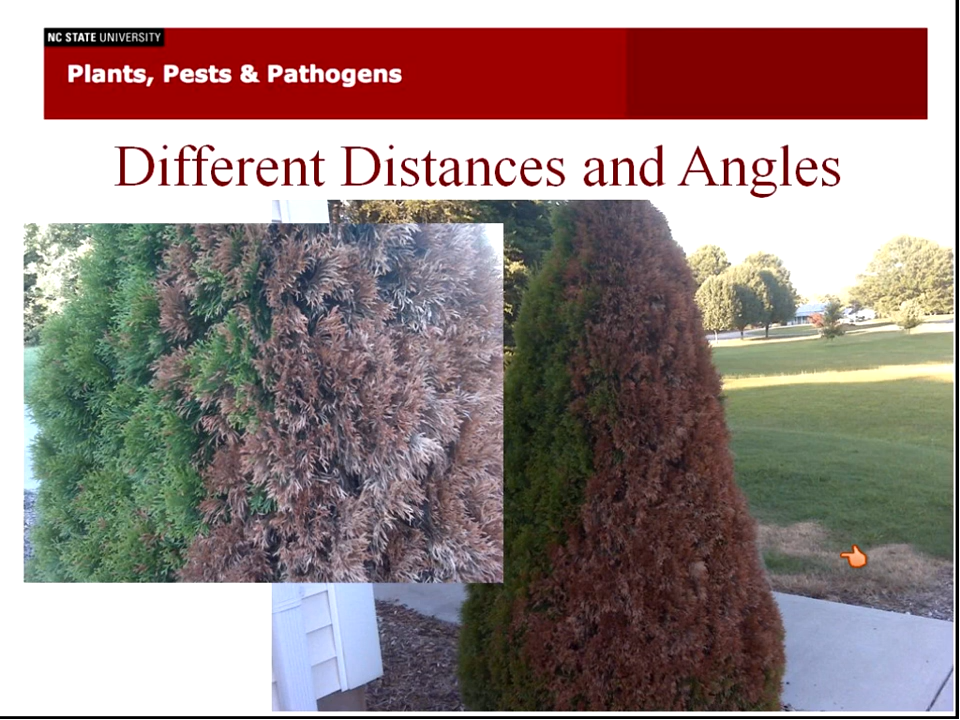 NC STATE UNIVERSITY
Plants, Pests & Pathogens
Different Distances and Angles